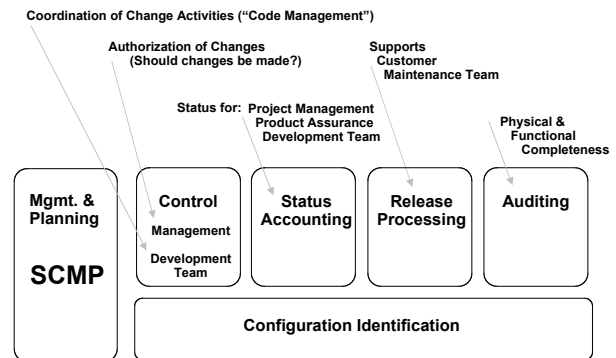 Coordination of Change Activities (“Code Management”)
Authorization of Changes
(Should changes be made?)
Supports
Customer
Maintenance Team
Status for: Project Management
Product Assurance
Development Team
Physical &
Functional
Completeness
Mgmt. &
Planning
SCMP
Control
Management
Development
Team
Status
Accounting
Release
Processing
Auditing
Configuration Identification